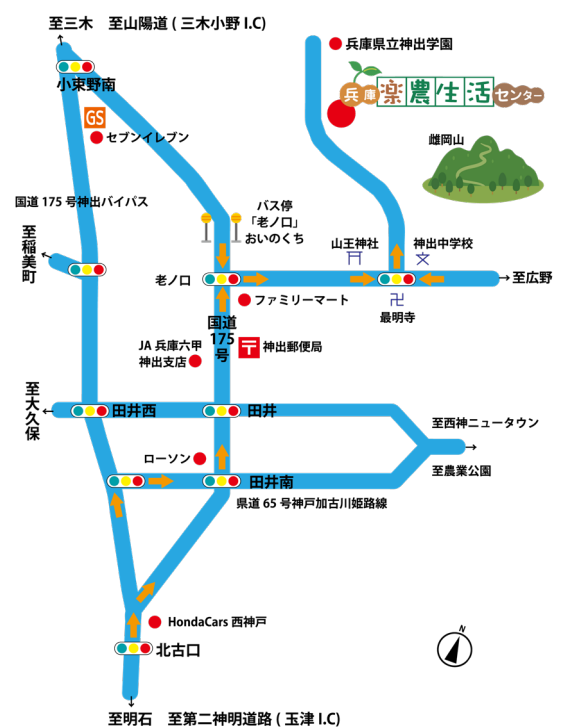 至三木　至山陽道 ( 三木小野 I.C)
小束野南
GS
セブンイレブン
兵庫県立神出学園
兵庫楽農生活センター
雌岡山
国道 175 号神出バイパス
バス停
「老ノ口」
おいのくち
至稲美町
山王神社
神出中学校
老ノ口
至広野
ファミリーマート
最明寺
国道
175
号
JA 兵庫六甲
神出支店
神出郵便局
至大久保
田井西
田井
至西神ニュータウン
至農業公園
ローソン
田井南
県道 65 号神戸加古川姫路線
HondaCars 西神戸
北古口
N
至明石　至第二神明道路 ( 玉津 I.C)